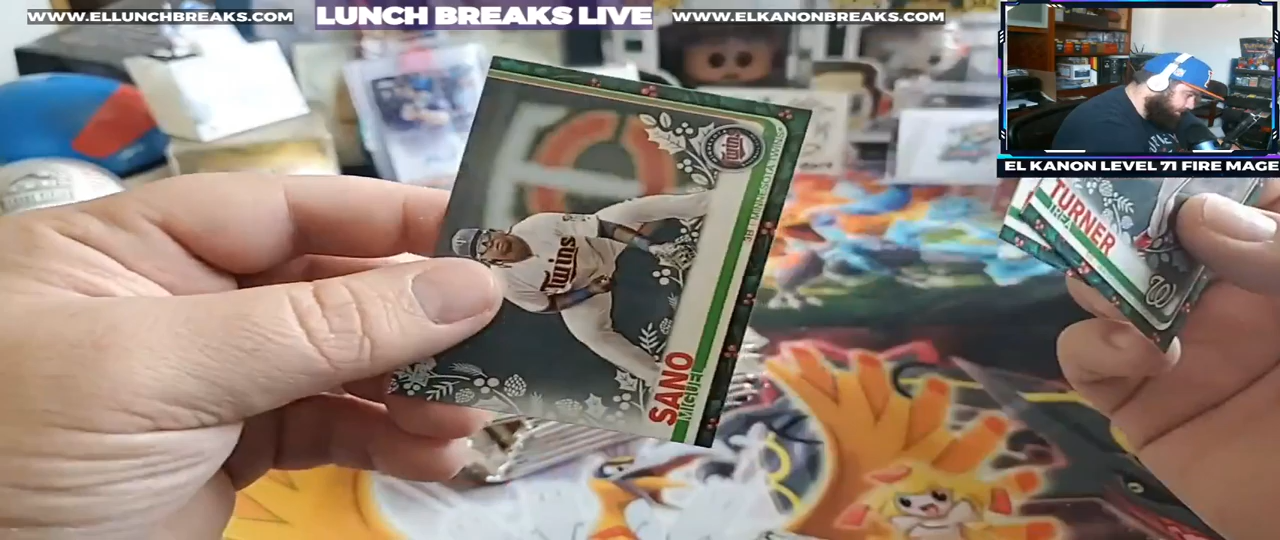 WWW.ELLUNCHBREAKS.COM
LUNCH BREAKS LIVE
WWW.ELKANONBREAKS.COM
EL KANON LEVEL 71 FIRE MAGE
TURNER
TREA
W
Twins
MINNESOTA TWINS
Twins
SANO
MIGUEL